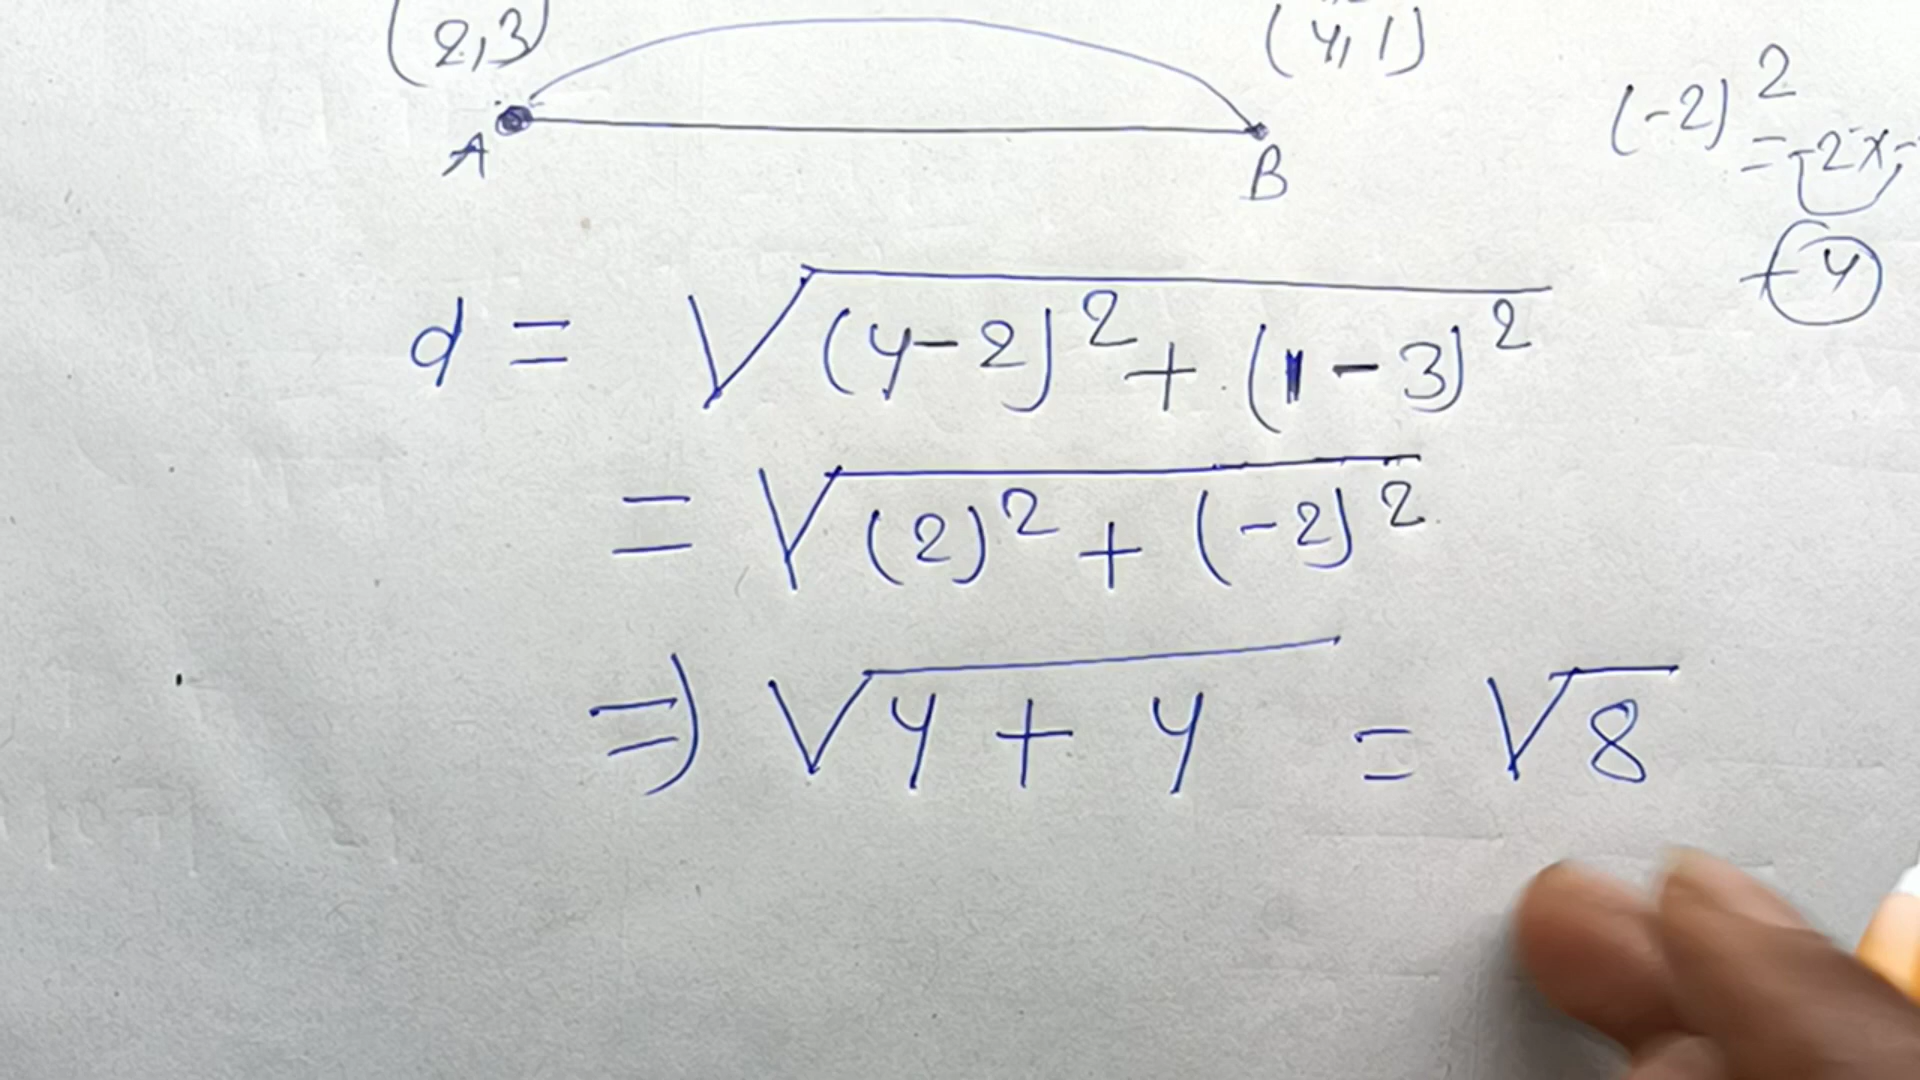 (2,3) (4,1)
A B
(-2)²
= -2×-
+4
d = √(4-2)² + (1-3)²
= √(2)² + (-2)²
⇒ √4 + 4 = √8